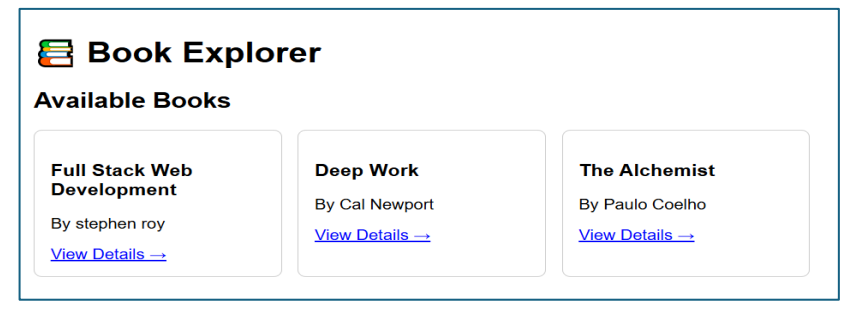 Book Explorer
Available Books
Full Stack Web
Development
By stephen roy
View Details →
Deep Work
By Cal Newport
View Details →
The Alchemist
By Paulo Coelho
View Details →